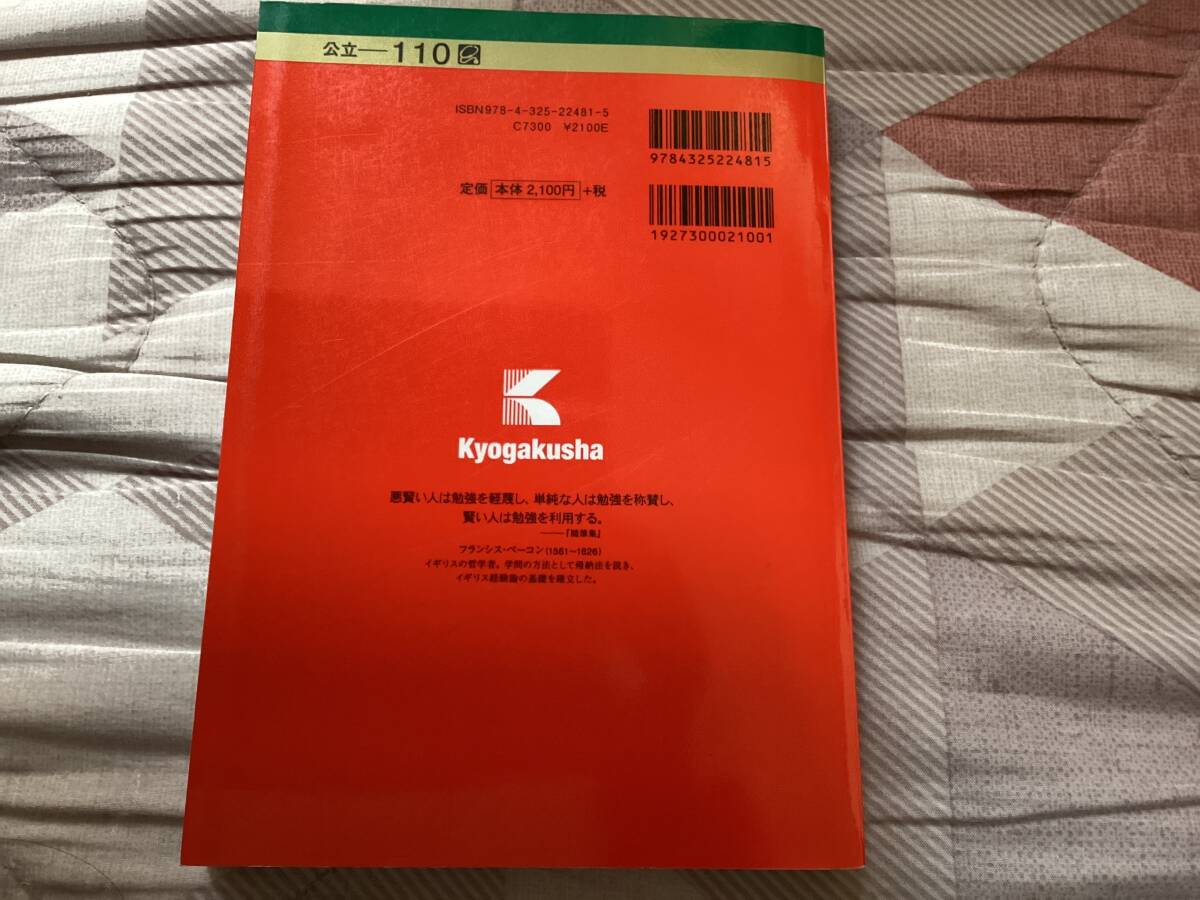 公立―110
ISBN978-4-325-22481-5
C7300 ¥2100E
9784325224815
定価 本体 2,100円 +税
1927300021001
Kyogakusha
悪賢い人は勉強を軽蔑し、単純な人は勉強を称賛し、
賢い人は勉強を利用する。
――『随想集』
フランシス・ベーコン(1561~1626)
イギリスの哲学者。学問の方法として帰納法を説き、
イギリス経験論の基礎を確立した。